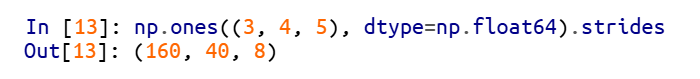 In [13]: np.ones((3, 4, 5), dtype=np.float64).strides
Out[13]: (160, 40, 8)